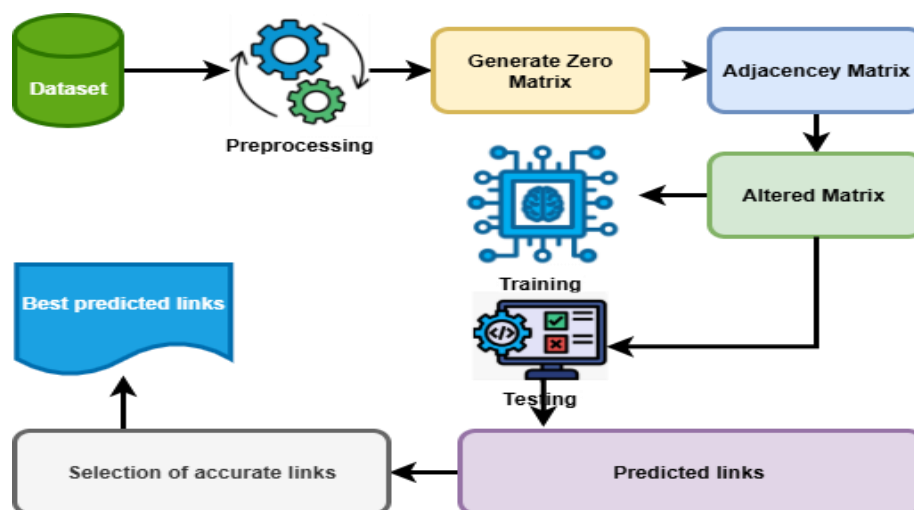 Dataset
Preprocessing
Generate Zero
Matrix
Adjacencey Matrix
Altered Matrix
Training
Testing
Best predicted links
Selection of accurate links
Predicted links